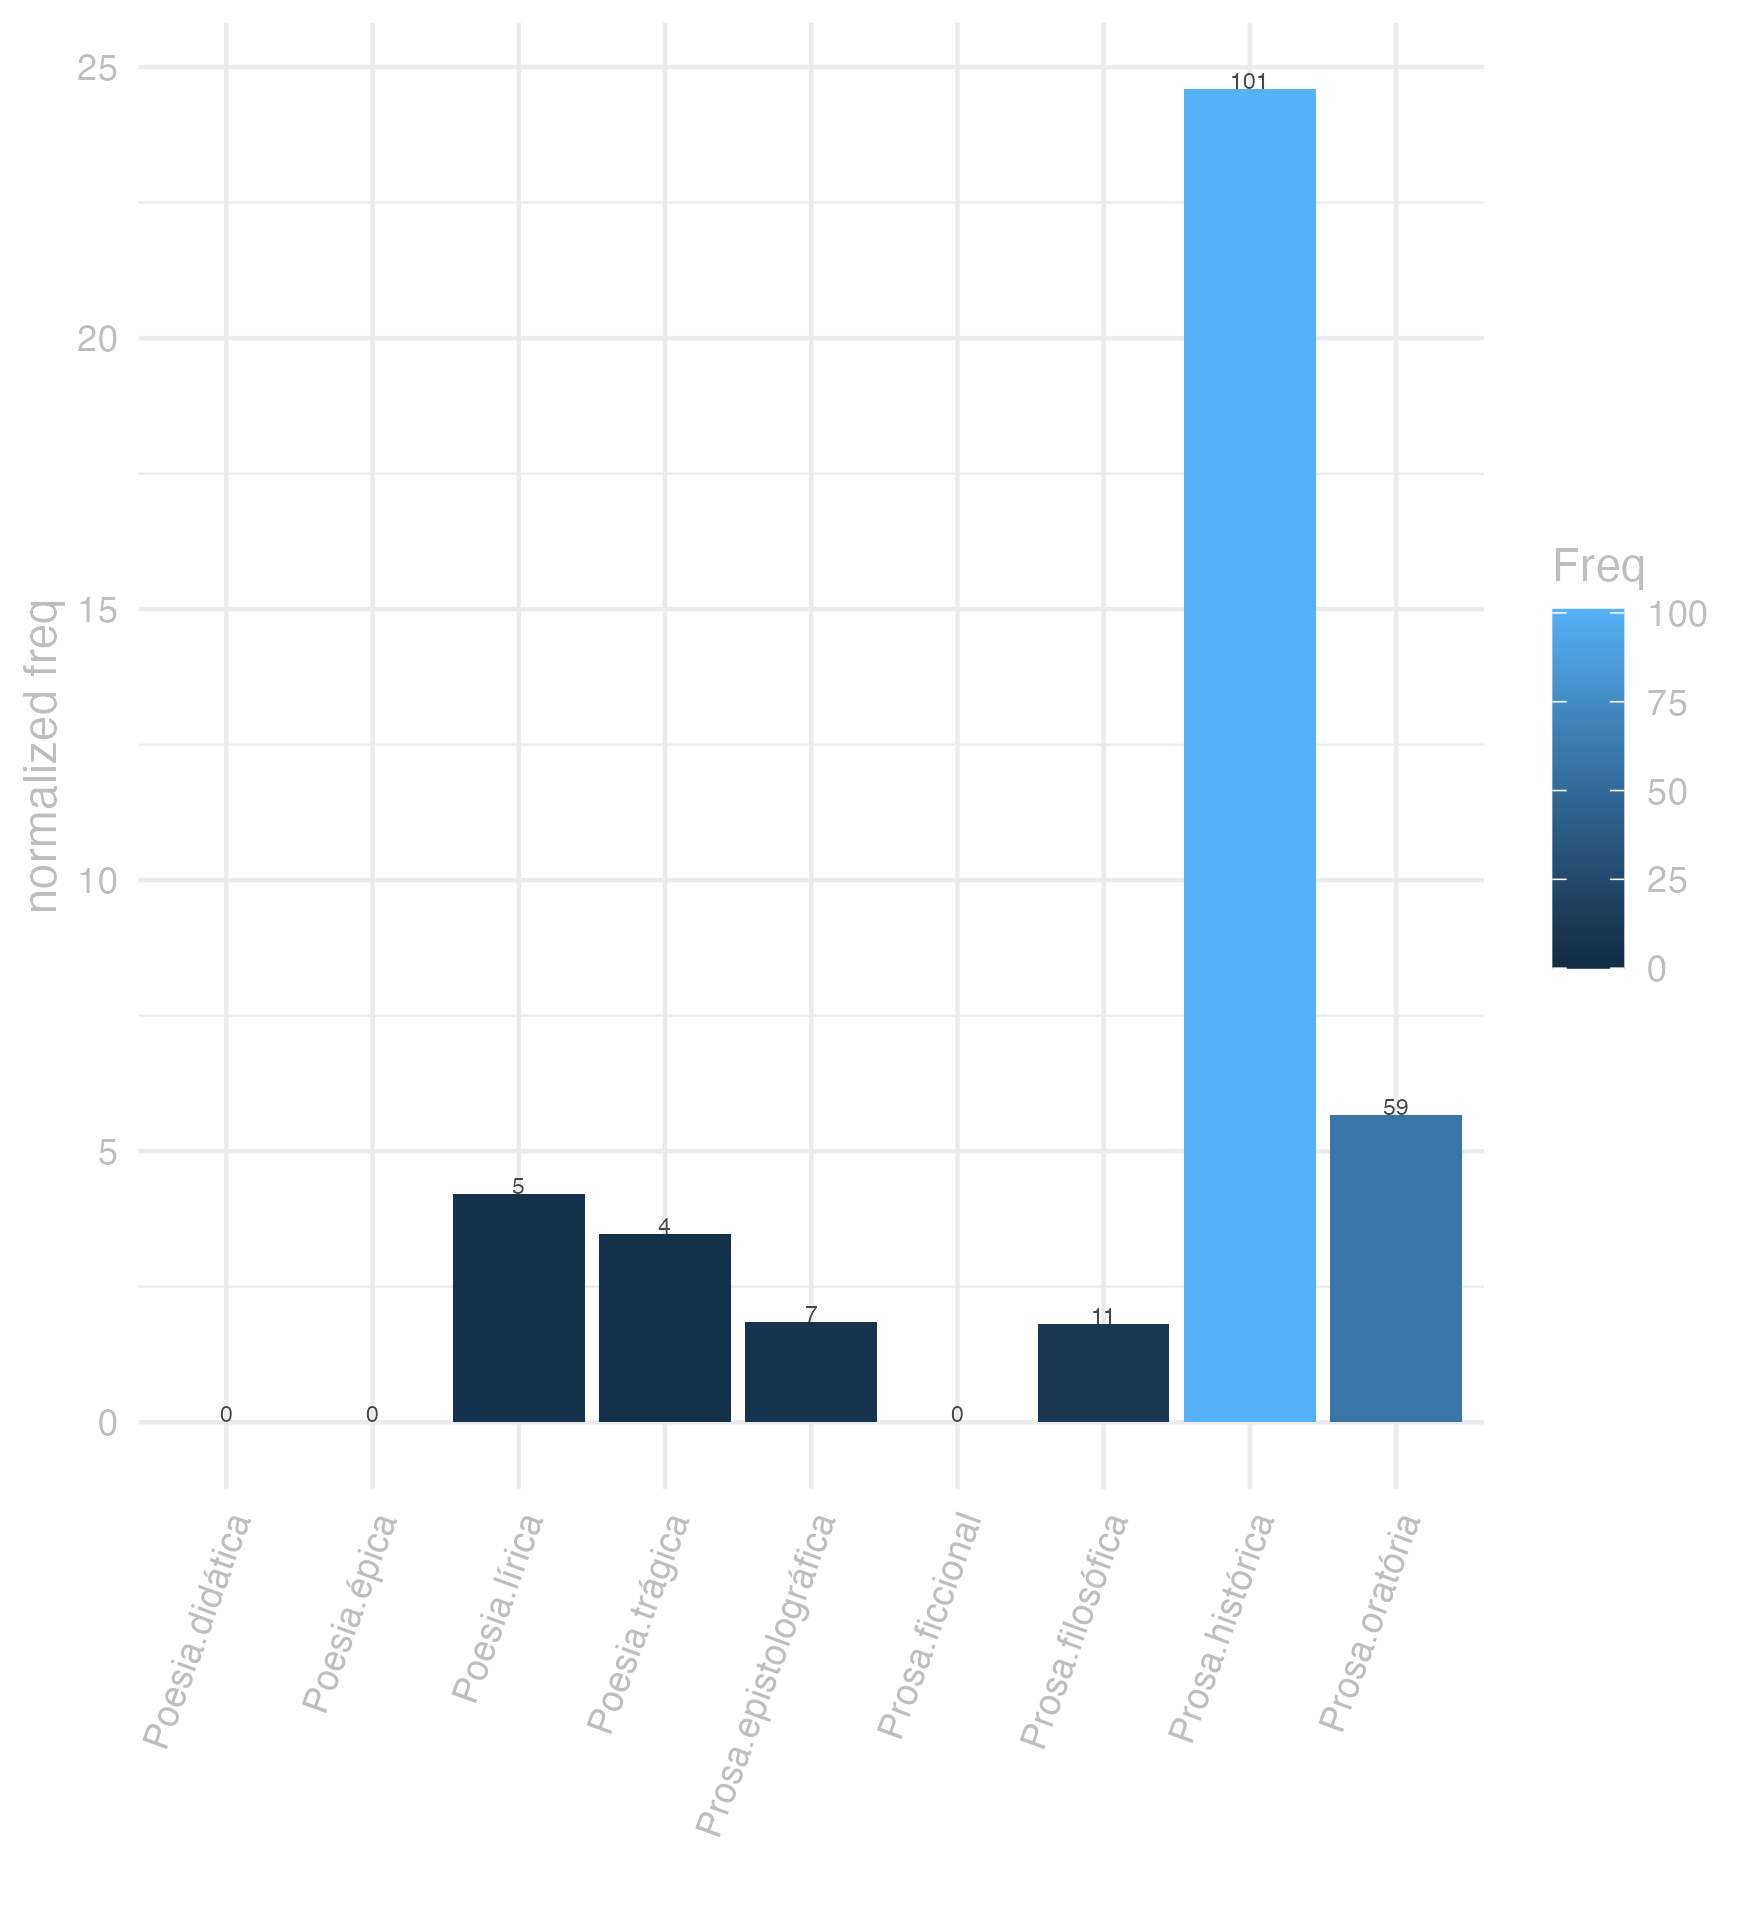 normalized freq
25
20
15
10
5
0
0
0
5
4
7
0
11
101
59
Poesia.didática
Poesia.épica
Poesia.lírica
Poesia.trágica
Prosa.epistolográfica
Prosa.ficcional
Prosa.filosófica
Prosa.histórica
Prosa.oratória
Freq
100
75
50
25
0